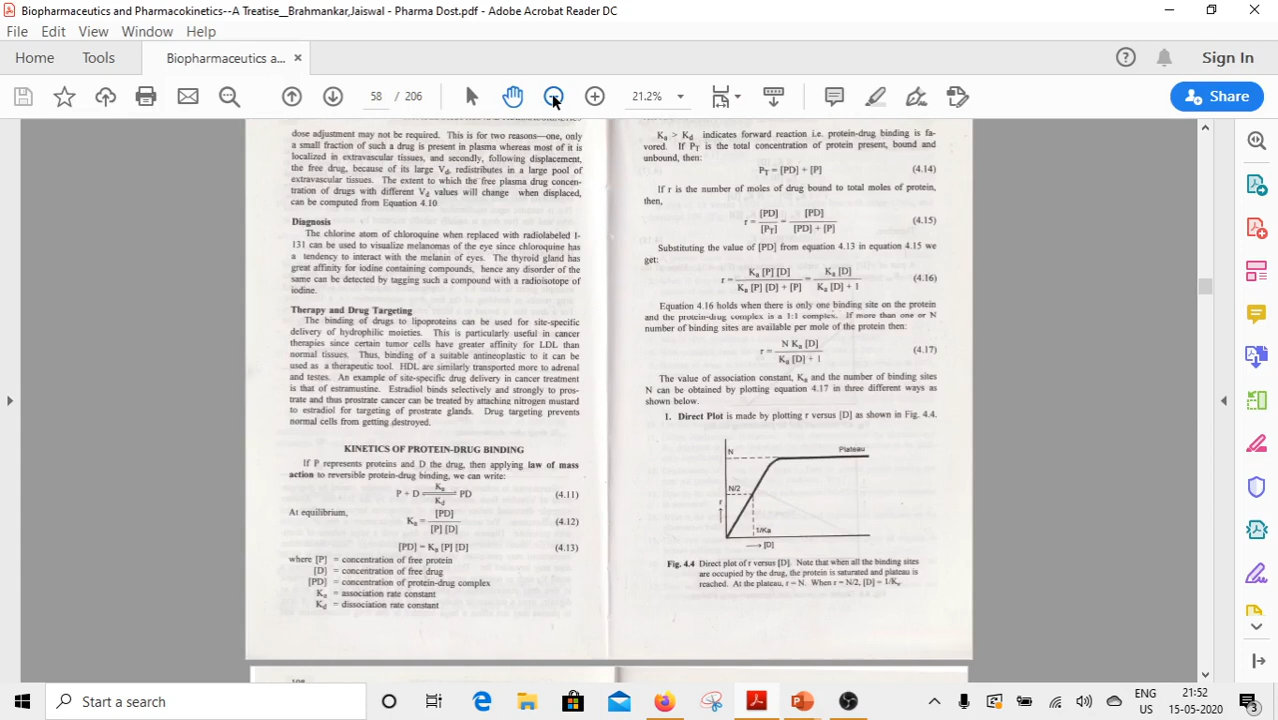 Biopharmaceutics and Pharmacokinetics--A Treatise__Brahmankar,Jaiswal - Pharma Dost.pdf - Adobe Acrobat Reader DC
File Edit View Window Help
Home Tools Biopharmaceutics a... ×
Sign In
58 / 206 21.2% Share
dose adjustment may not be required. This is for two reasons—one, only
a small fraction of such a drug is present in plasma whereas most of it is
localized in extravascular tissues, and secondly, following displacement,
the free drug, because of its large Vd, redistributes in a large pool of
extravascular tissues. The extent to which the free plasma drug concen-
tration of drugs with different Vd values will change when displaced,
can be computed from Equation 4.10
Diagnosis
The chlorine atom of chloroquine when replaced with radiolabeled I-
131 can be used to visualize melanomas of the eye since chloroquine has
a tendency to interact with the melanin of eyes. The thyroid gland has
great affinity for iodine containing compounds, hence any disorder of the
same can be detected by tagging such a compound with a radioisotope of
iodine.
Therapy and Drug Targeting
The binding of drugs to lipoproteins can be used for site-specific
delivery of hydrophilic moieties. This is particularly useful in cancer
therapies since certain tumor cells have greater affinity for LDL than
normal tissues. Thus, binding of a suitable antineoplastic to it can be
used as a therapeutic tool. HDL are similarly transported more to adrenal
and testes. An example of site-specific drug delivery in cancer treatment
is that of estramustine. Estradiol binds selectively and strongly to pros-
trate and thus prostrate cancer can be treated by attaching nitrogen mustard
to estradiol for targeting of prostrate glands. Drug targeting prevents
normal cells from getting destroyed.
KINETICS OF PROTEIN-DRUG BINDING
If P represents proteins and D the drug, then applying law of mass
action to reversible protein-drug binding, we can write:
P + D Ka / Kd PD (4.11)
At equilibrium,
Ka = [PD] / [P] [D] (4.12)
[PD] = Ka [P] [D] (4.13)
where [P] = concentration of free protein
[D] = concentration of free drug
[PD] = concentration of protein-drug complex
Ka = association rate constant
Kd = dissociation rate constant
Ka > Kd indicates forward reaction i.e. protein-drug binding is fa-
vored. If PT is the total concentration of protein present, bound and
unbound, then:
PT = [PD] + [P] (4.14)
If r is the number of moles of drug bound to total moles of protein,
then,
r = [PD] / [PT] = [PD] / [PD] + [P] (4.15)
Substituting the value of [PD] from equation 4.13 in equation 4.15 we
get:
r = Ka [P] [D] / Ka [P] [D] + [P] = Ka [D] / Ka [D] + 1 (4.16)
Equation 4.16 holds when there is only one binding site on the protein
and the protein-drug complex is a 1:1 complex. If more than one or N
number of binding sites are available per mole of the protein then:
r = N Ka [D] / Ka [D] + 1 (4.17)
The value of association constant, Ka and the number of binding sites
N can be obtained by plotting equation 4.17 in three different ways as
shown below.
1. Direct Plot is made by plotting r versus [D] as shown in Fig. 4.4.
N
Plateau
N/2
r
1/Ka
[D]
Fig. 4.4 Direct plot of r versus [D]. Note that when all the binding sites
are occupied by the drug, the protein is saturated and plateau is
reached. At the plateau, r = N. When r = N/2, [D] = 1/Ka.
Start a search
ENG
21:52
15-05-2020
3